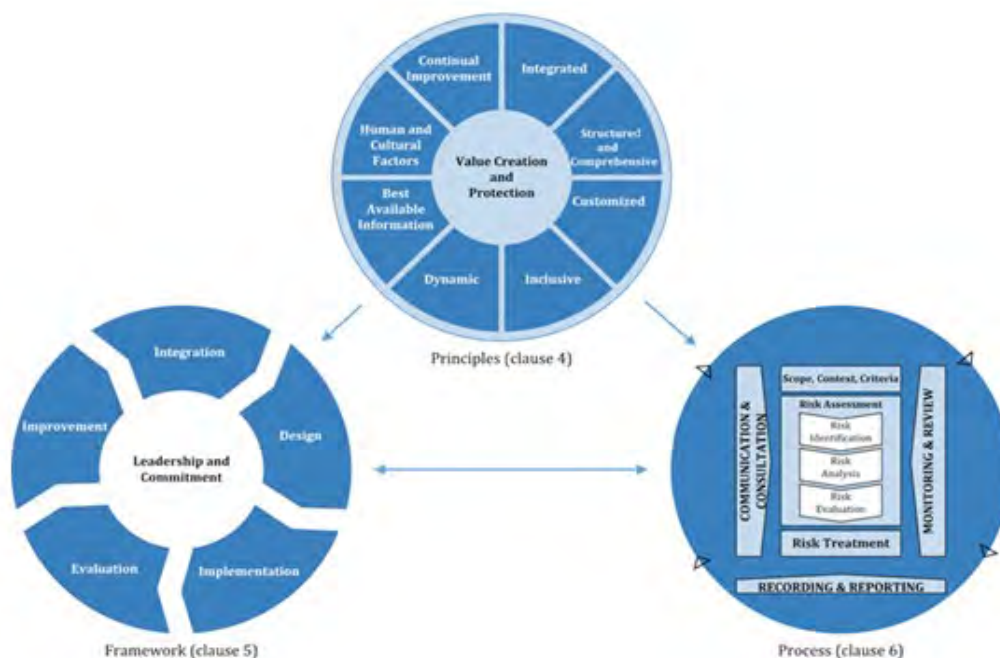 Continual
Improvement
Integrated
Human and
Cultural
Factors
Structured
and
Comprehensive
Value Creation
and
Protection
Best
Available
Information
Customized
Dynamic
Inclusive
Principles (clause 4)
Integration
Improvement
Design
Leadership and
Commitment
Evaluation
Implementation
Framework (clause 5)
Scope, Context, Criteria
Risk Assessment
Risk
Identification
Risk
Analysis
Risk
Evaluation
Risk Treatment
COMMUNICATION &
CONSULTATION
MONITORING & REVIEW
RECORDING & REPORTING
Process (clause 6)